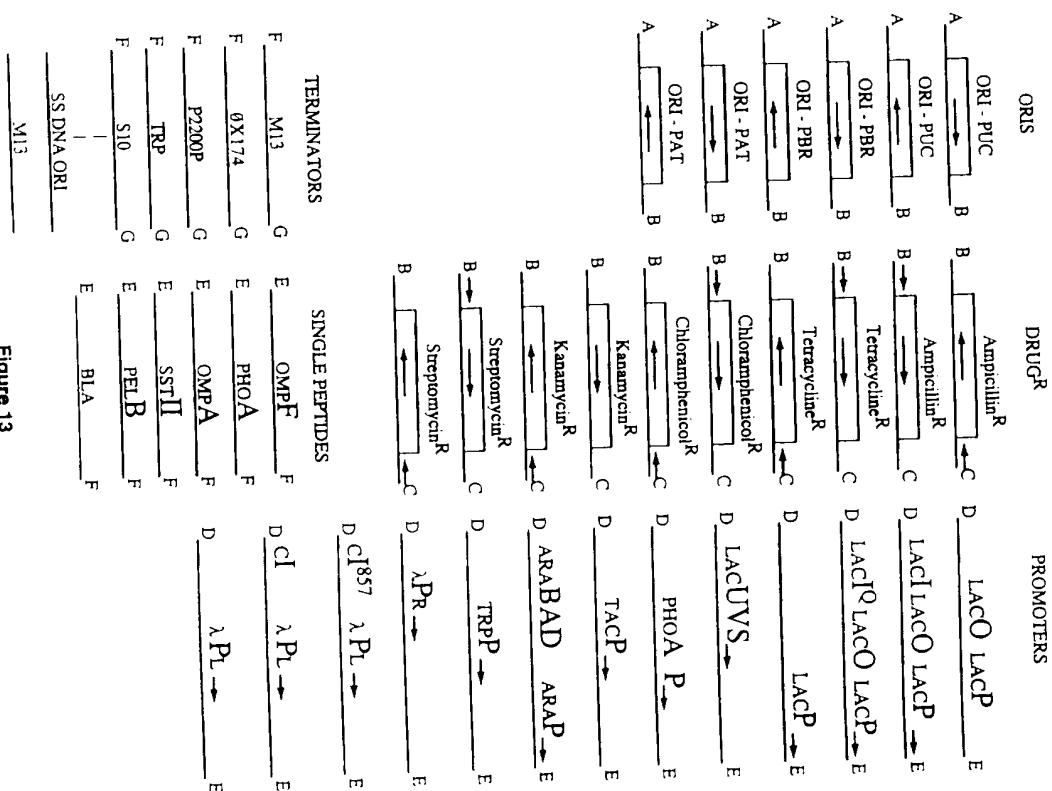 ORIS
ORI - PUC
A → B
ORI - PUC
A ← B
ORI - PBR
A → B
ORI - PBR
A ← B
ORI - PAT
A → B
ORI - PAT
A ← B
DRUGᴿ
Ampicillinᴿ
B ← ← C
Ampicillinᴿ
B → → C
Tetracyclineᴿ
B → → C
Tetracyclineᴿ
B ← ← C
Chloramphenicolᴿ
B → → C
Chloramphenicolᴿ
B ← ← C
Kanamycinᴿ
B → C
Kanamycinᴿ
B ← ← C
Streptomycinᴿ
B → → C
Streptomycinᴿ
B ← ← C
PROMOTERS
D LACO LACP E
D LACI LACO LACP → E
D LACIQ LACO LACP → E
D LACP → E
D LACUVS → E
D PHOA P → E
D TACP → E
D ARABAD ARAP → E
D TRPP → E
D λPR → E
D CI857 λPL → E
D CI λPL → E
D λPL → E
TERMINATORS
F M13 G
F θX174 G
F P2200P G
F TRP G
F S10 G
SS DNA ORI
M13
SINGLE PEPTIDES
E OMPF F
E PHOA F
E OMPA F
E SSTII F
E PELB F
E BLA F
Figure 13